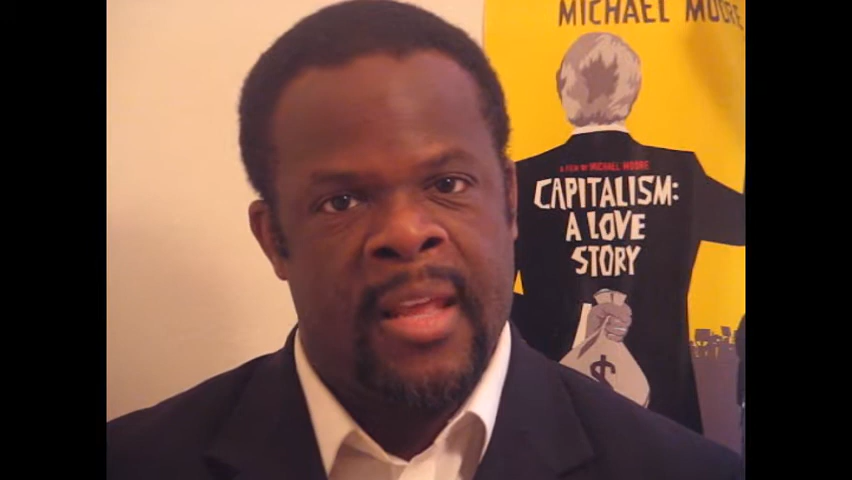 MICHAEL MOORE
A FILM BY MICHAEL MOORE
CAPITALISM:
A LOVE
STORY
$